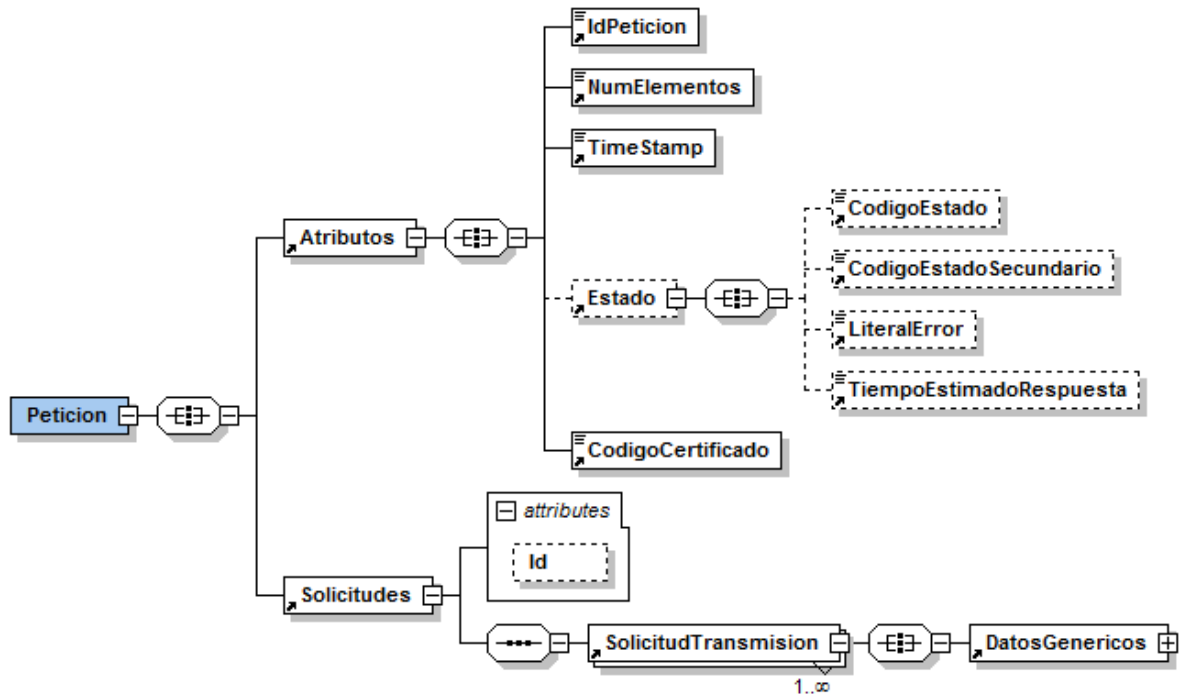 IdPeticion
NumElementos
TimeStamp
CodigoEstado
Atributos
CodigoEstadoSecundario
Estado
LiteralError
TiempoEstimadoRespuesta
Peticion
CodigoCertificado
attributes
Id
Solicitudes
SolicitudTransmision
DatosGenericos
1..∞